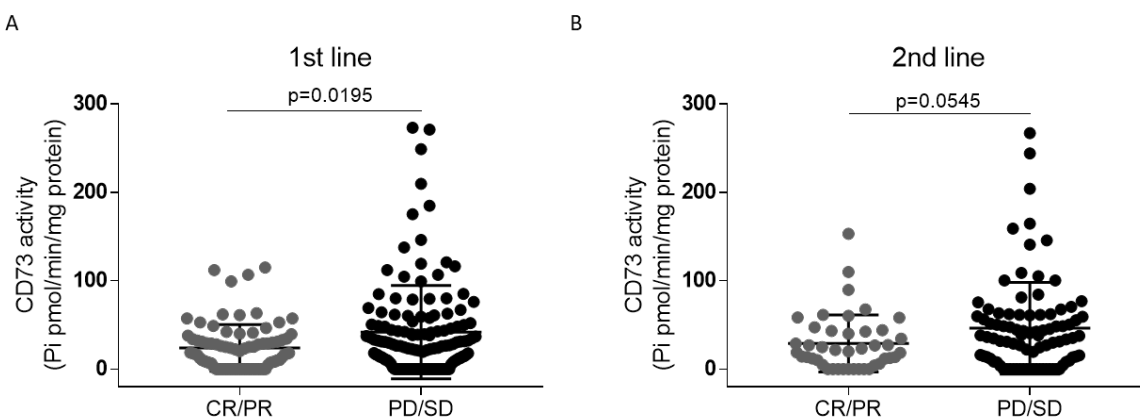 A
1st line
p=0.0195
300
200
100
0
CD73 activity
(Pi pmol/min/mg protein)
CR/PR
PD/SD
B
2nd line
p=0.0545
300
200
100
0
CD73 activity
(Pi pmol/min/mg protein)
CR/PR
PD/SD